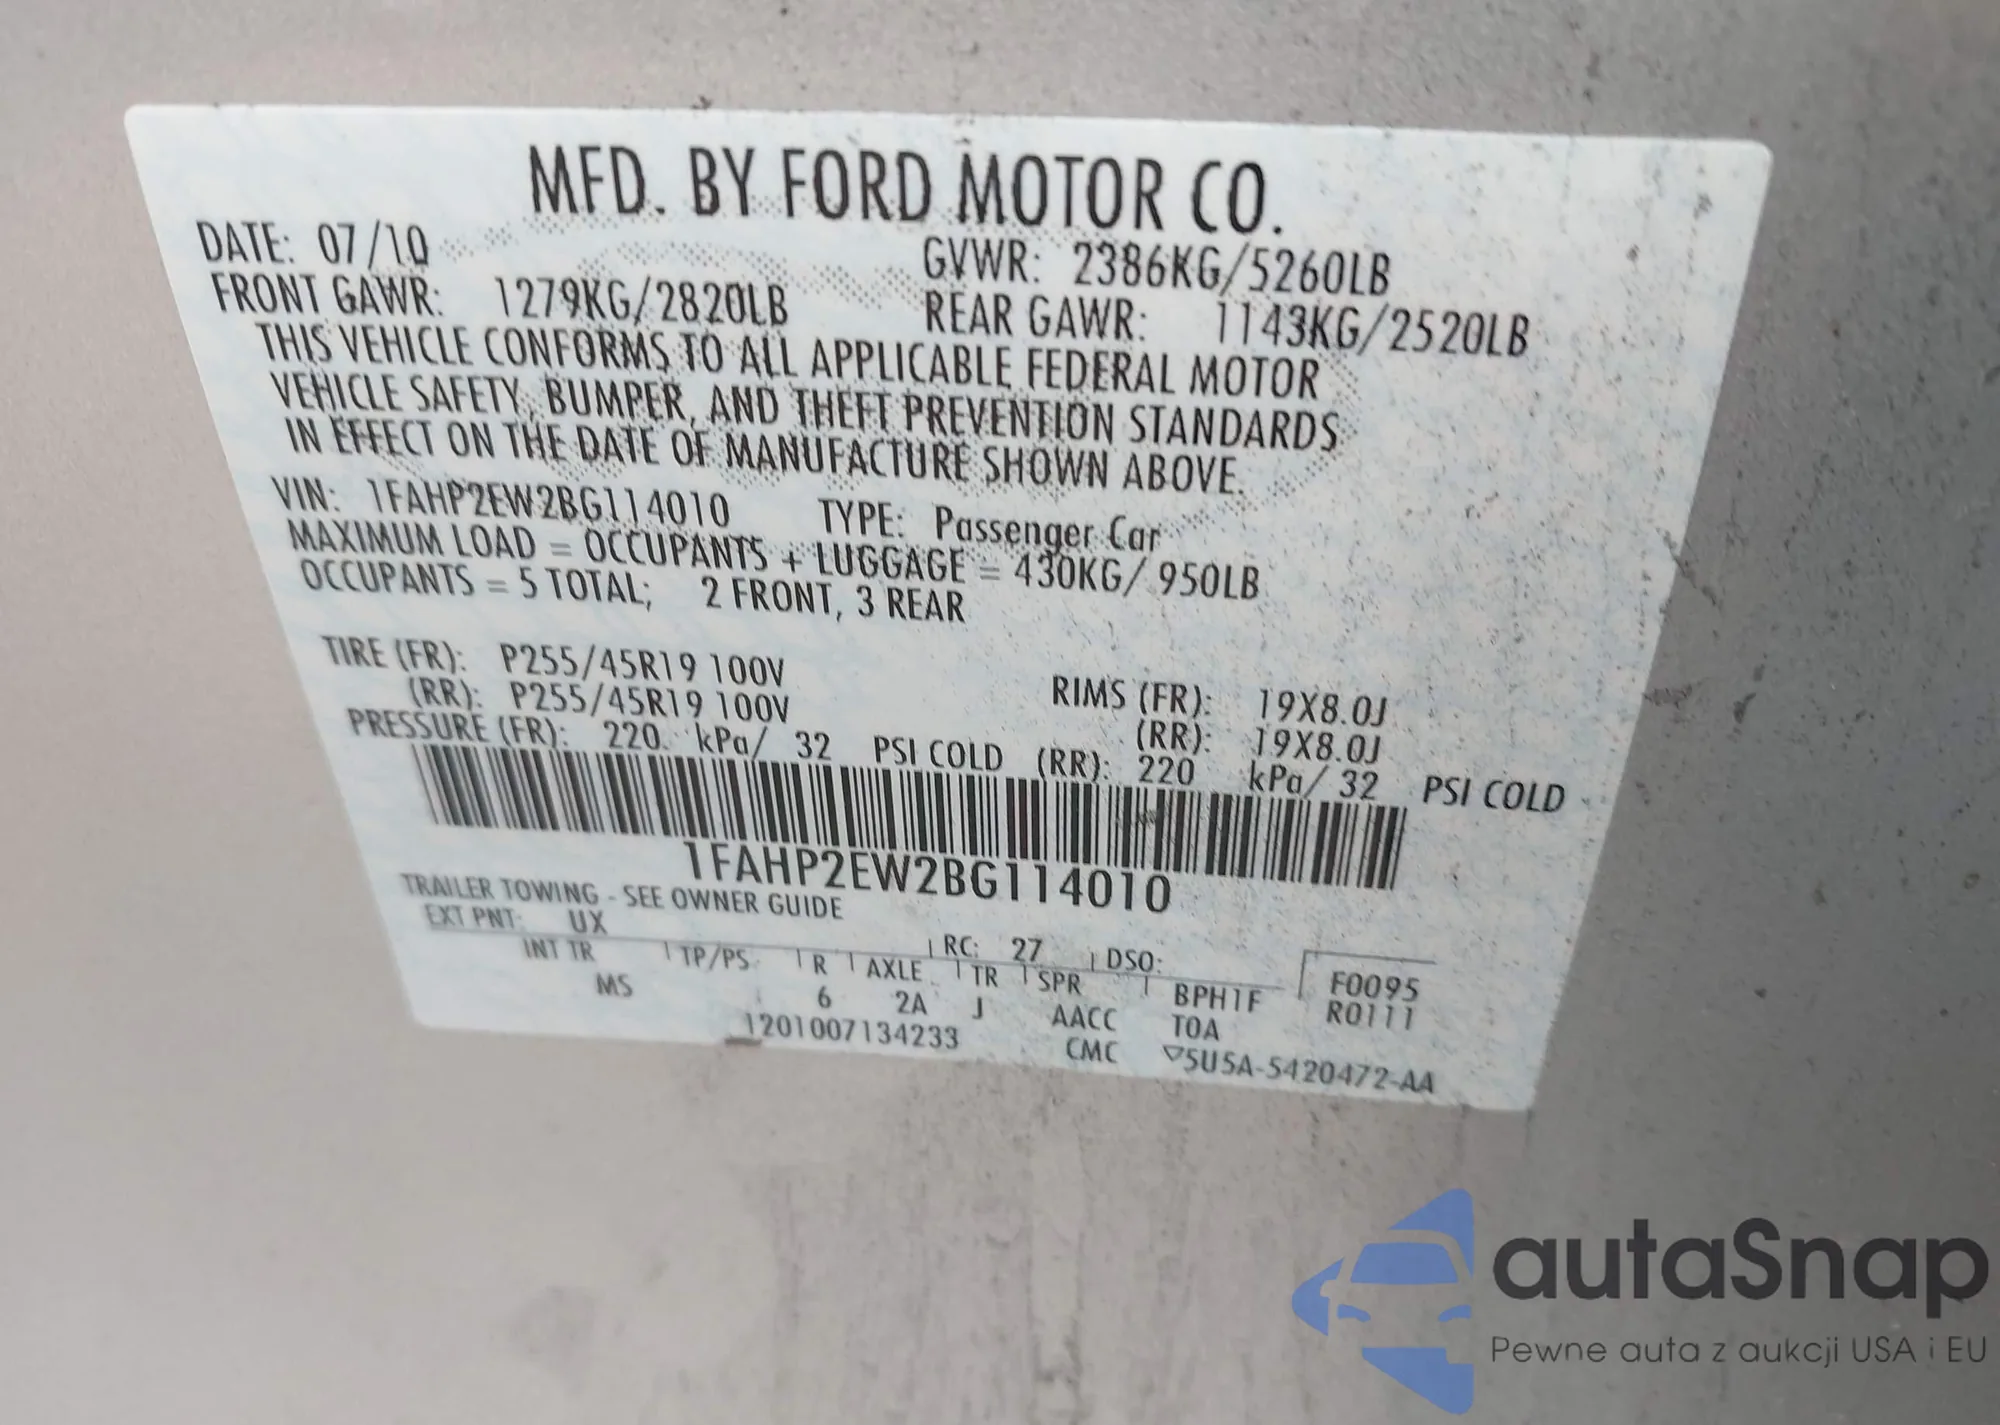 MFD. BY FORD MOTOR CO.
DATE: 07/10 GVWR: 2386KG/5260LB
FRONT GAWR: 1279KG/2820LB REAR GAWR: 1143KG/2520LB
THIS VEHICLE CONFORMS TO ALL APPLICABLE FEDERAL MOTOR
VEHICLE SAFETY, BUMPER, AND THEFT PREVENTION STANDARDS
IN EFFECT ON THE DATE OF MANUFACTURE SHOWN ABOVE.
VIN: 1FAHP2EW2BG114010 TYPE: Passenger Car
MAXIMUM LOAD = OCCUPANTS + LUGGAGE = 430KG/ 950LB
OCCUPANTS = 5 TOTAL; 2 FRONT, 3 REAR
TIRE (FR): P255/45R19 100V RIMS (FR): 19X8.0J
(RR): P255/45R19 100V (RR): 19X8.0J
PRESSURE (FR): 220 kPa/ 32 PSI COLD (RR): 220 kPa/ 32 PSI COLD
1FAHP2EW2BG114010
TRAILER TOWING - SEE OWNER GUIDE
EXT PNT: UX RC: 27 DSO: F0095
INT TR TP/PS R AXLE TR SPR BPH1F R0111
MS 6 2A J AACC TOA
1201007134233 CMC ▽5U5A-5420472-AA
autaSnap
Pewne auta z aukcji USA i EU